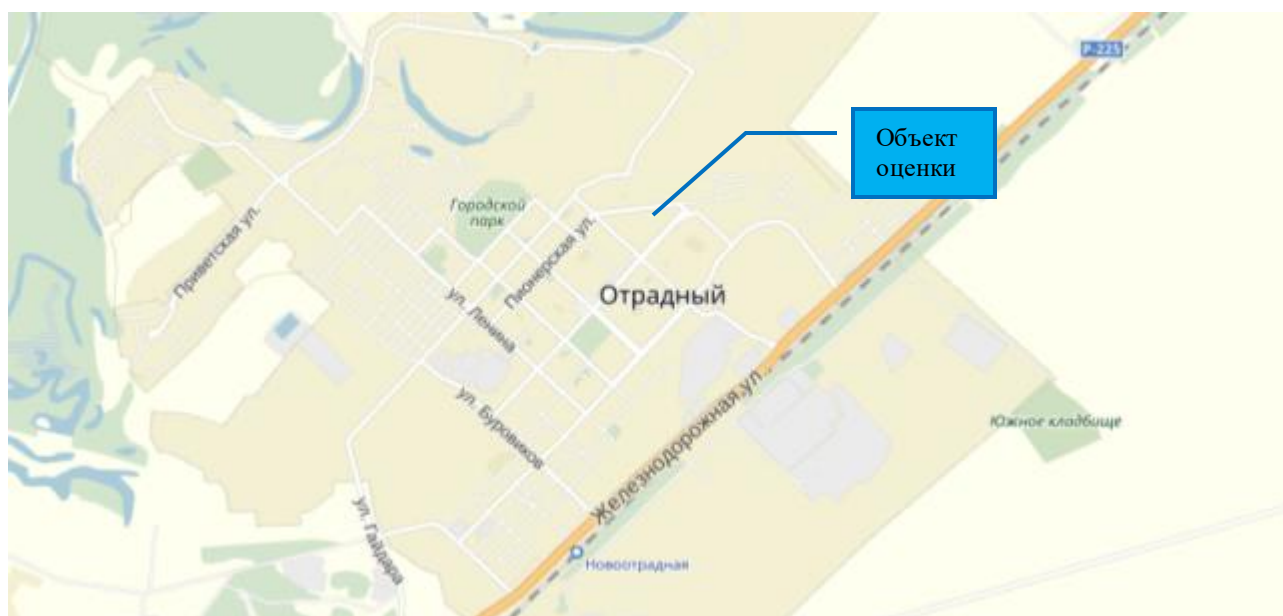 Р-225
Объект
оценки
Городской
парк
Приветская ул.
Пионерская ул.
Отрадный
ул. Ленина
ул. Буровиков
Железнодорожная ул.
Южное кладбище
ул. Гайдара
Новоотрадная